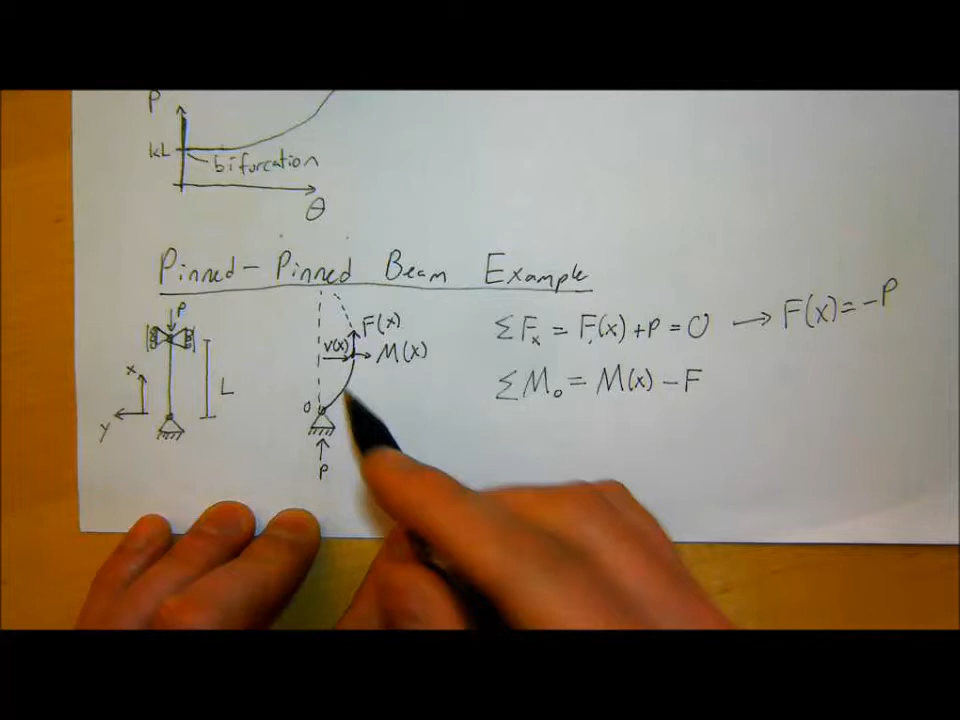 P
kL
bifurcation
θ
Pinned-Pinned Beam Example
P
x
y
L
F(x)
v(x)
M(x)
0
P
ΣFₓ = F(x) + P = 0 → F(x) = -P
ΣM₀ = M(x) - F